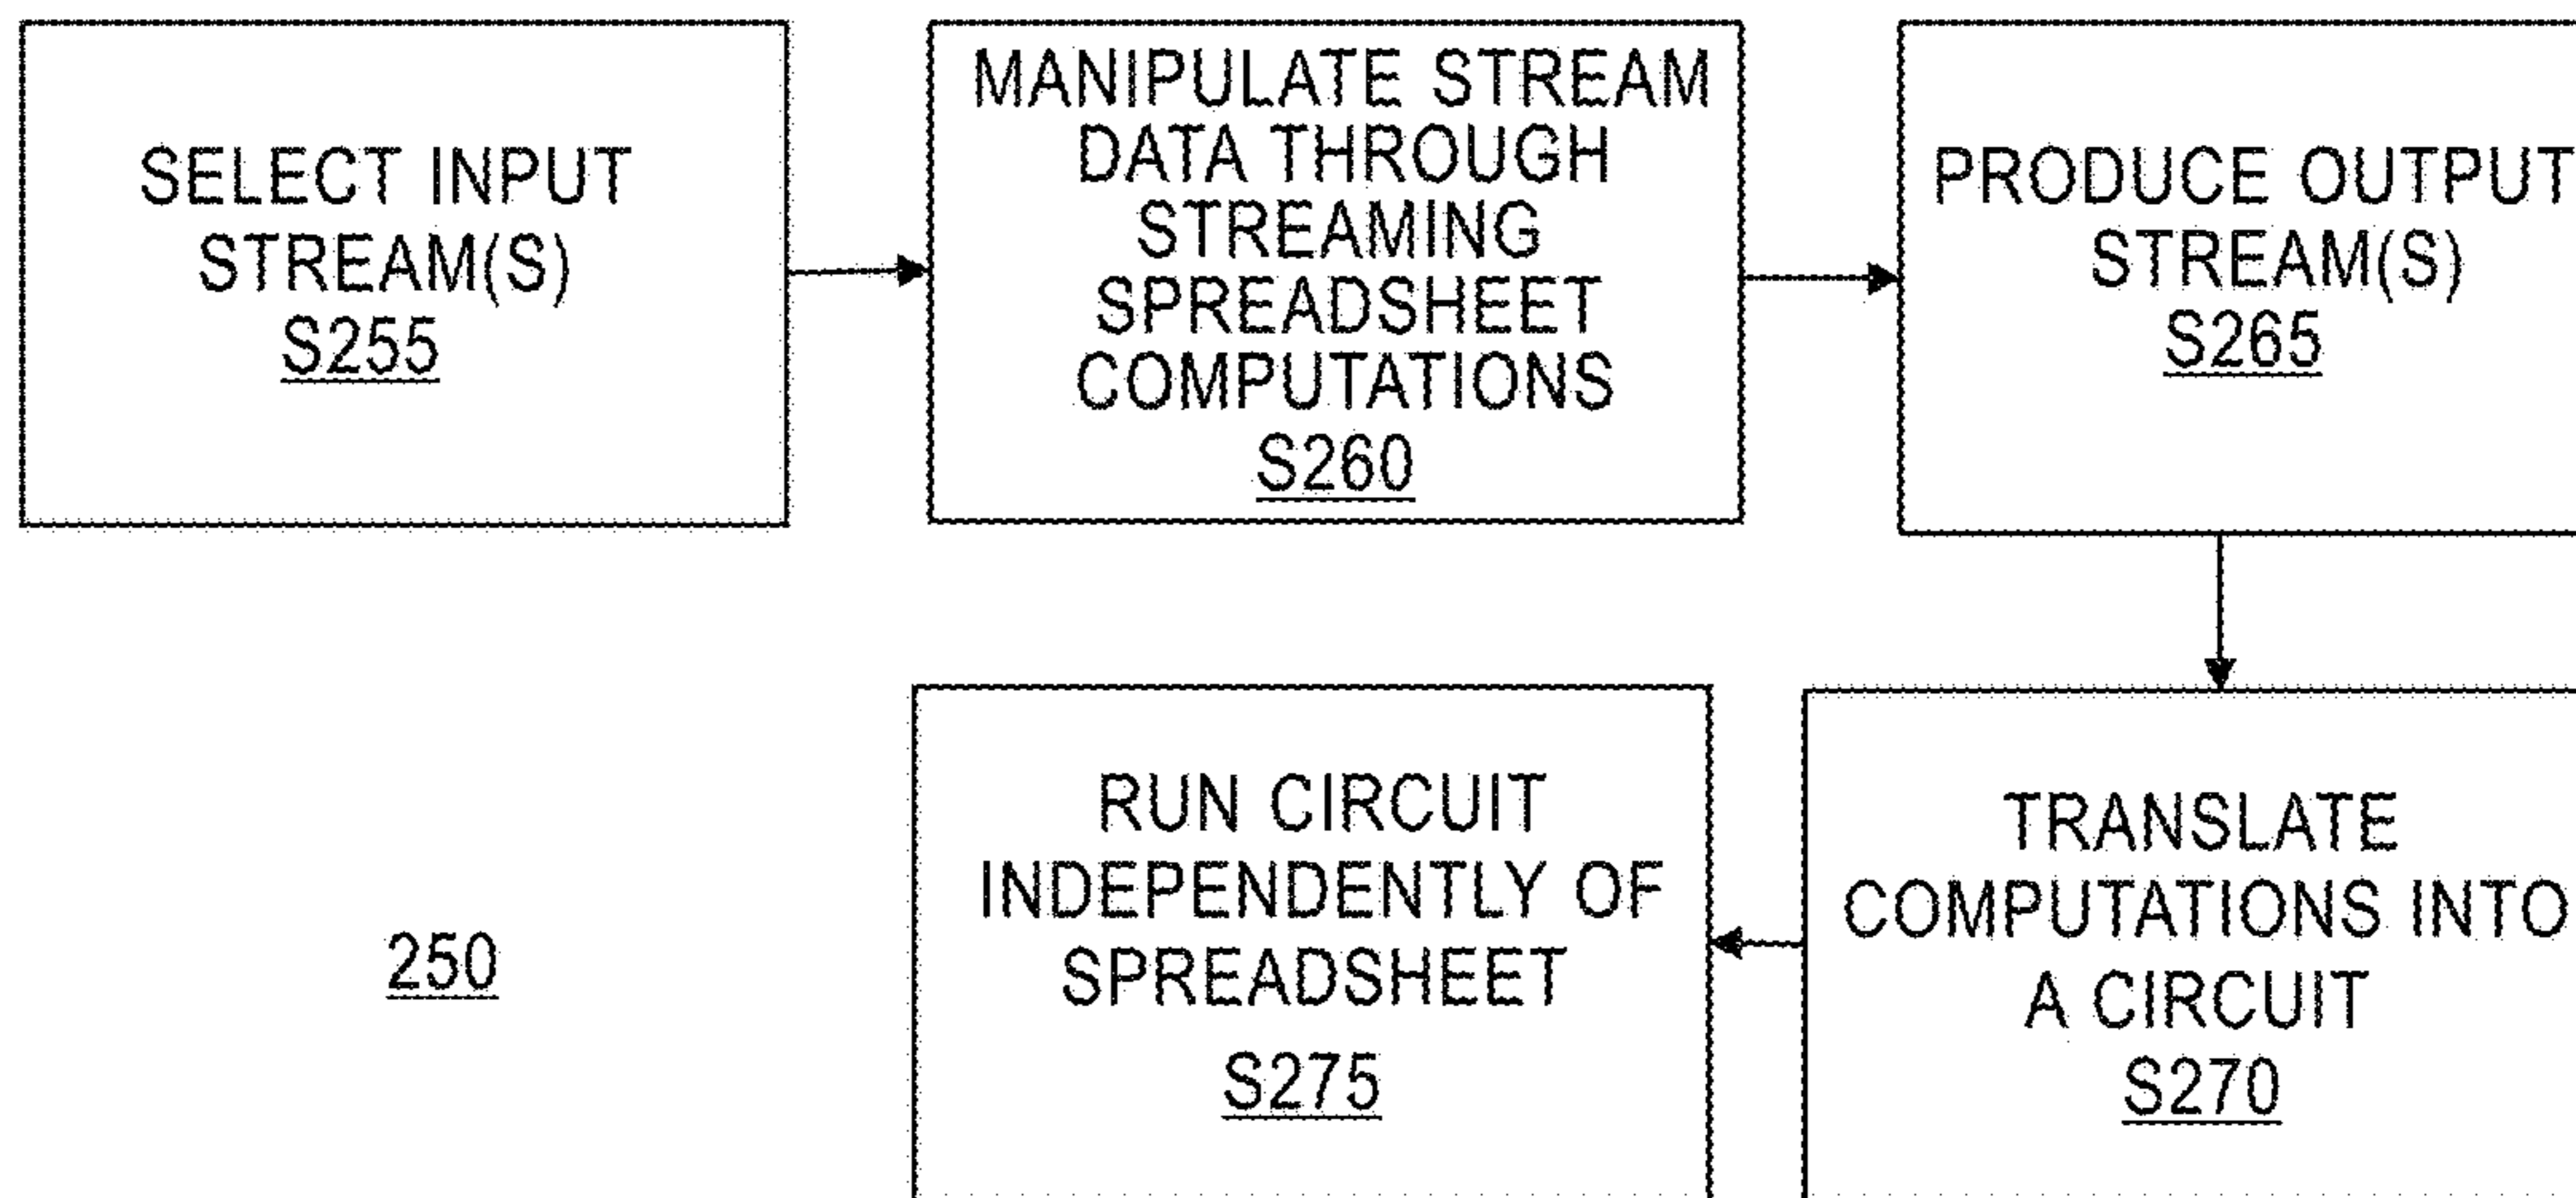 SELECT INPUT
STREAM(S)
S255
MANIPULATE STREAM
DATA THROUGH
STREAMING
SPREADSHEET
COMPUTATIONS
S260
PRODUCE OUTPUT
STREAM(S)
S265
TRANSLATE
COMPUTATIONS INTO
A CIRCUIT
S270
RUN CIRCUIT
INDEPENDENTLY OF
SPREADSHEET
S275
250